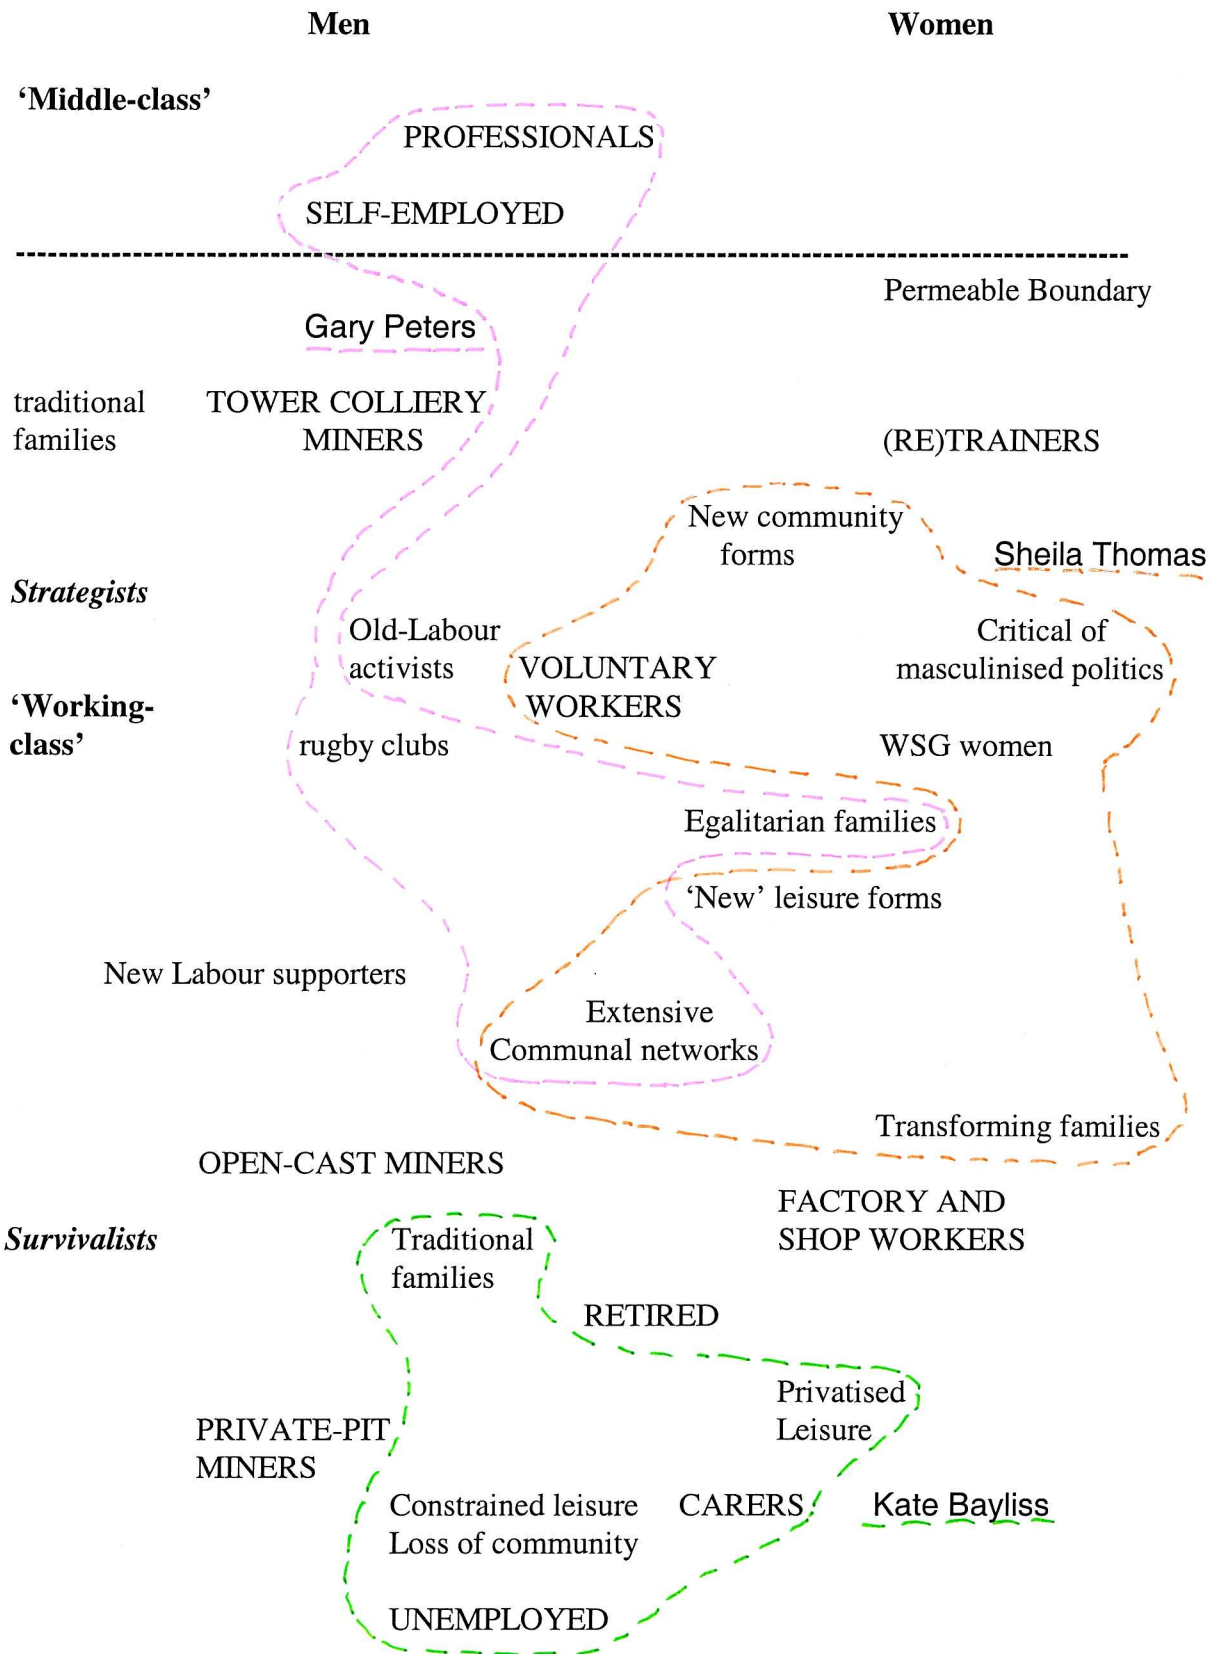 Men
Women
‘Middle-class’
PROFESSIONALS
SELF-EMPLOYED
Permeable Boundary
Gary Peters
traditional
families
TOWER COLLIERY
MINERS
(RE)TRAINERS
New community
forms
Sheila Thomas
Strategists
Old-Labour
activists
Critical of
masculinised politics
VOLUNTARY
WORKERS
‘Working-
class’
rugby clubs
WSG women
Egalitarian families
‘New’ leisure forms
New Labour supporters
Extensive
Communal networks
Transforming families
OPEN-CAST MINERS
FACTORY AND
SHOP WORKERS
Survivalists
Traditional
families
RETIRED
Privatised
Leisure
PRIVATE-PIT
MINERS
Constrained leisure
Loss of community
CARERS
Kate Bayliss
UNEMPLOYED